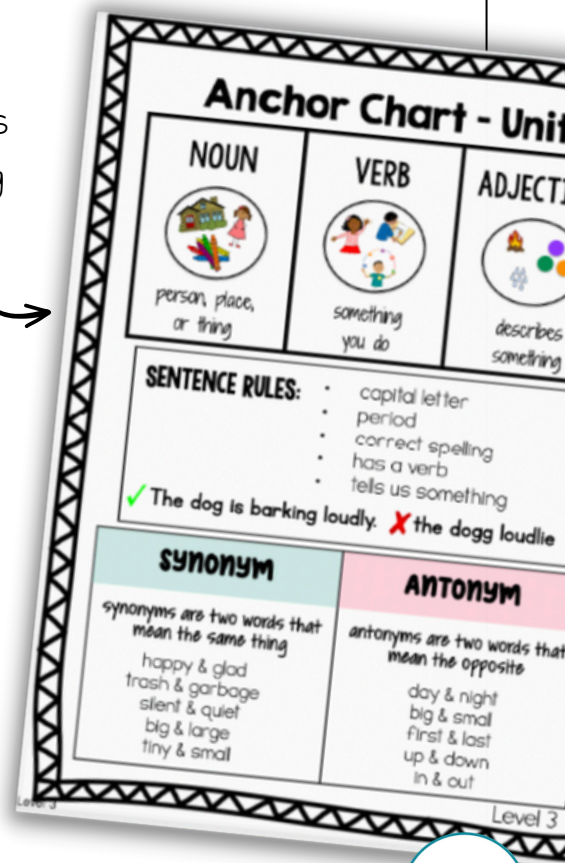 s
g
Anchor Chart - Unit
NOUN
VERB
ADJECTI
person, place,
or thing
something
you do
describes
something
SENTENCE RULES:
• capital letter
• period
• correct spelling
• has a verb
• tells us something
✓ The dog is barking loudly. ✗ the dogg loudlie
SYNONYM
ANTONYM
synonyms are two words that
mean the same thing
happy & glad
trash & garbage
silent & quiet
big & large
tiny & small
antonyms are two words that
mean the opposite
day & night
big & small
first & last
up & down
in & out
Level 3
Level 3